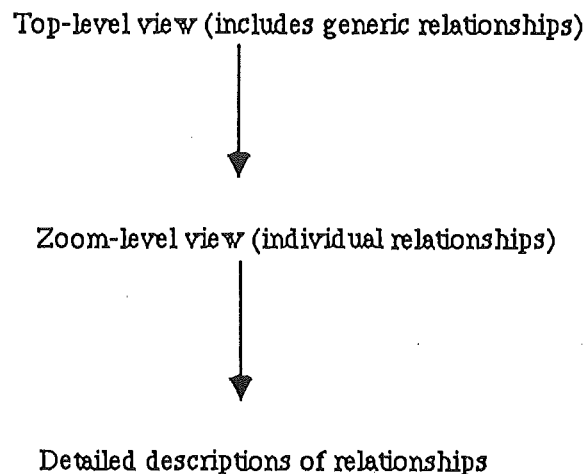 Top-level view (includes generic relationships)
Zoom-level view (individual relationships)
Detailed descriptions of relationships